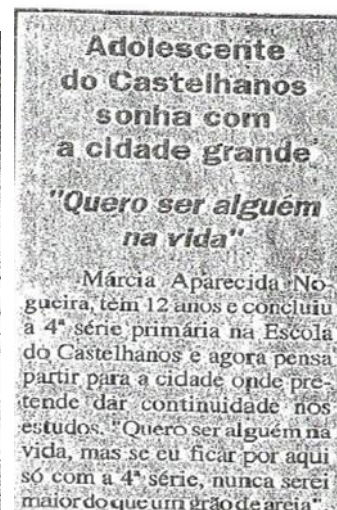 Adolescente
do Castelhanos
sonha com
a cidade grande
"Quero ser alguém
na vida"
Márcia Aparecida No-
gueira, tem 12 anos e concluiu
a 4ª série primária na Escola
do Castelhanos e agora pensa
partir para a cidade onde pre-
tende dar continuidade nos
estudos. "Quero ser alguém na
vida, mas se eu ficar por aqui
só com a 4ª série, nunca serei
maior do que um grão de areia".